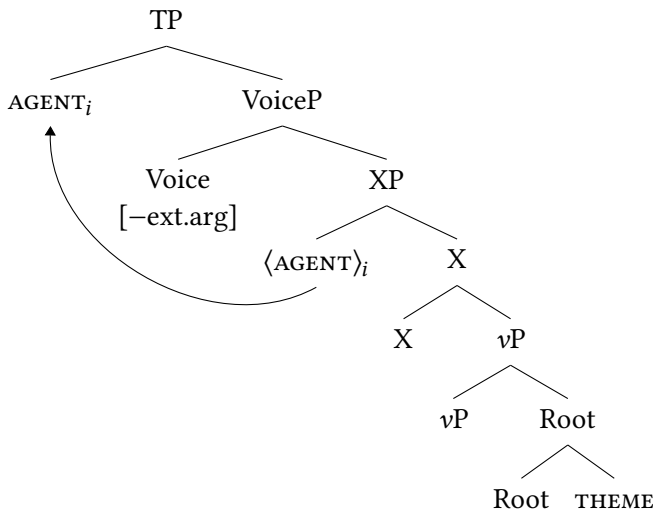 TP
AGENTᵢ VoiceP
Voice XP
[−ext.arg]
⟨AGENT⟩ᵢ X
X vP
vP Root
Root THEME